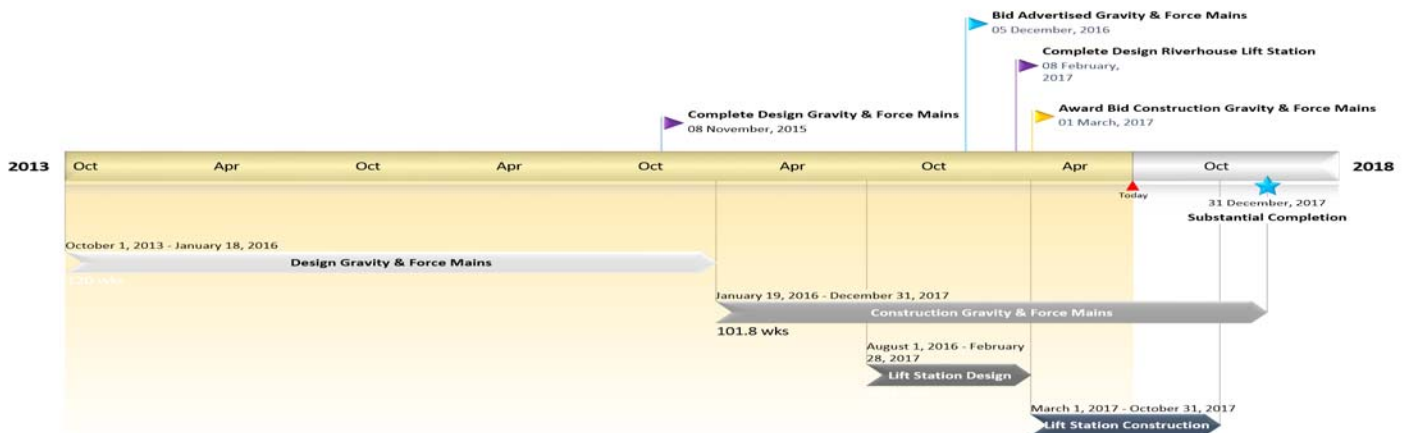 Bid Advertised Gravity & Force Mains
05 December, 2016
Complete Design Riverhouse Lift Station
08 February,
2017
Complete Design Gravity & Force Mains
08 November, 2015
Award Bid Construction Gravity & Force Mains
01 March, 2017
2013 Oct Apr Oct Apr Oct Apr Oct Apr Oct 2018
Today
31 December, 2017
Substantial Completion
October 1, 2013 - January 18, 2016
Design Gravity & Force Mains
wks
January 19, 2016 - December 31, 2017
Construction Gravity & Force Mains
101.8 wks
August 1, 2016 - February
28, 2017
Lift Station Design
March 1, 2017 - October 31, 2017
Lift Station Construction